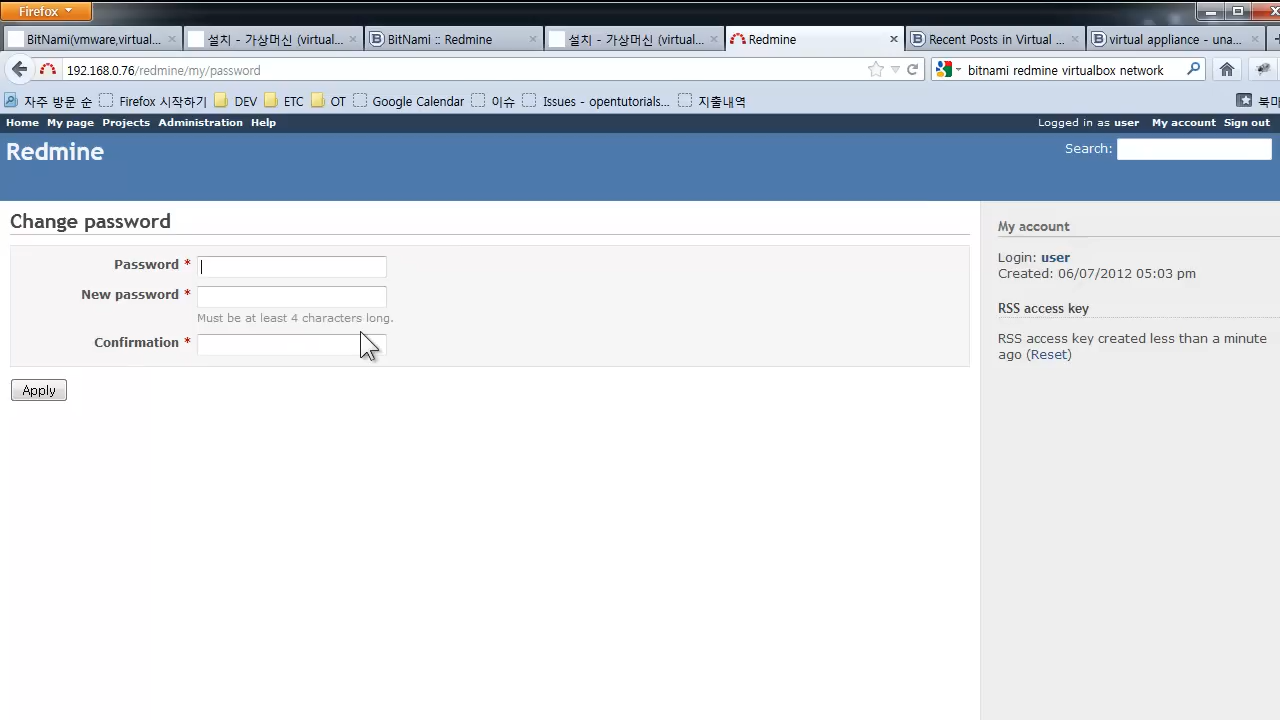 Firefox
BitNami(vmware,virtual...
설치 - 가상머신 (virtual...
BitNami :: Redmine
설치 - 가상머신 (virtual...
Redmine
Recent Posts in Virtual ...
virtual appliance - una...
192.168.0.76/redmine/my/password
bitnami redmine virtualbox network
자주 방문 순
Firefox 시작하기
DEV
ETC
OT
Google Calendar
이슈
Issues - opentutorials...
지출내역
북마
Home My page Projects Administration Help
Logged in as user My account Sign out
Redmine
Search:
Change password
Password *
New password *
Must be at least 4 characters long.
Confirmation *
Apply
My account
Login: user
Created: 06/07/2012 05:03 pm
RSS access key
RSS access key created less than a minute
ago (Reset)